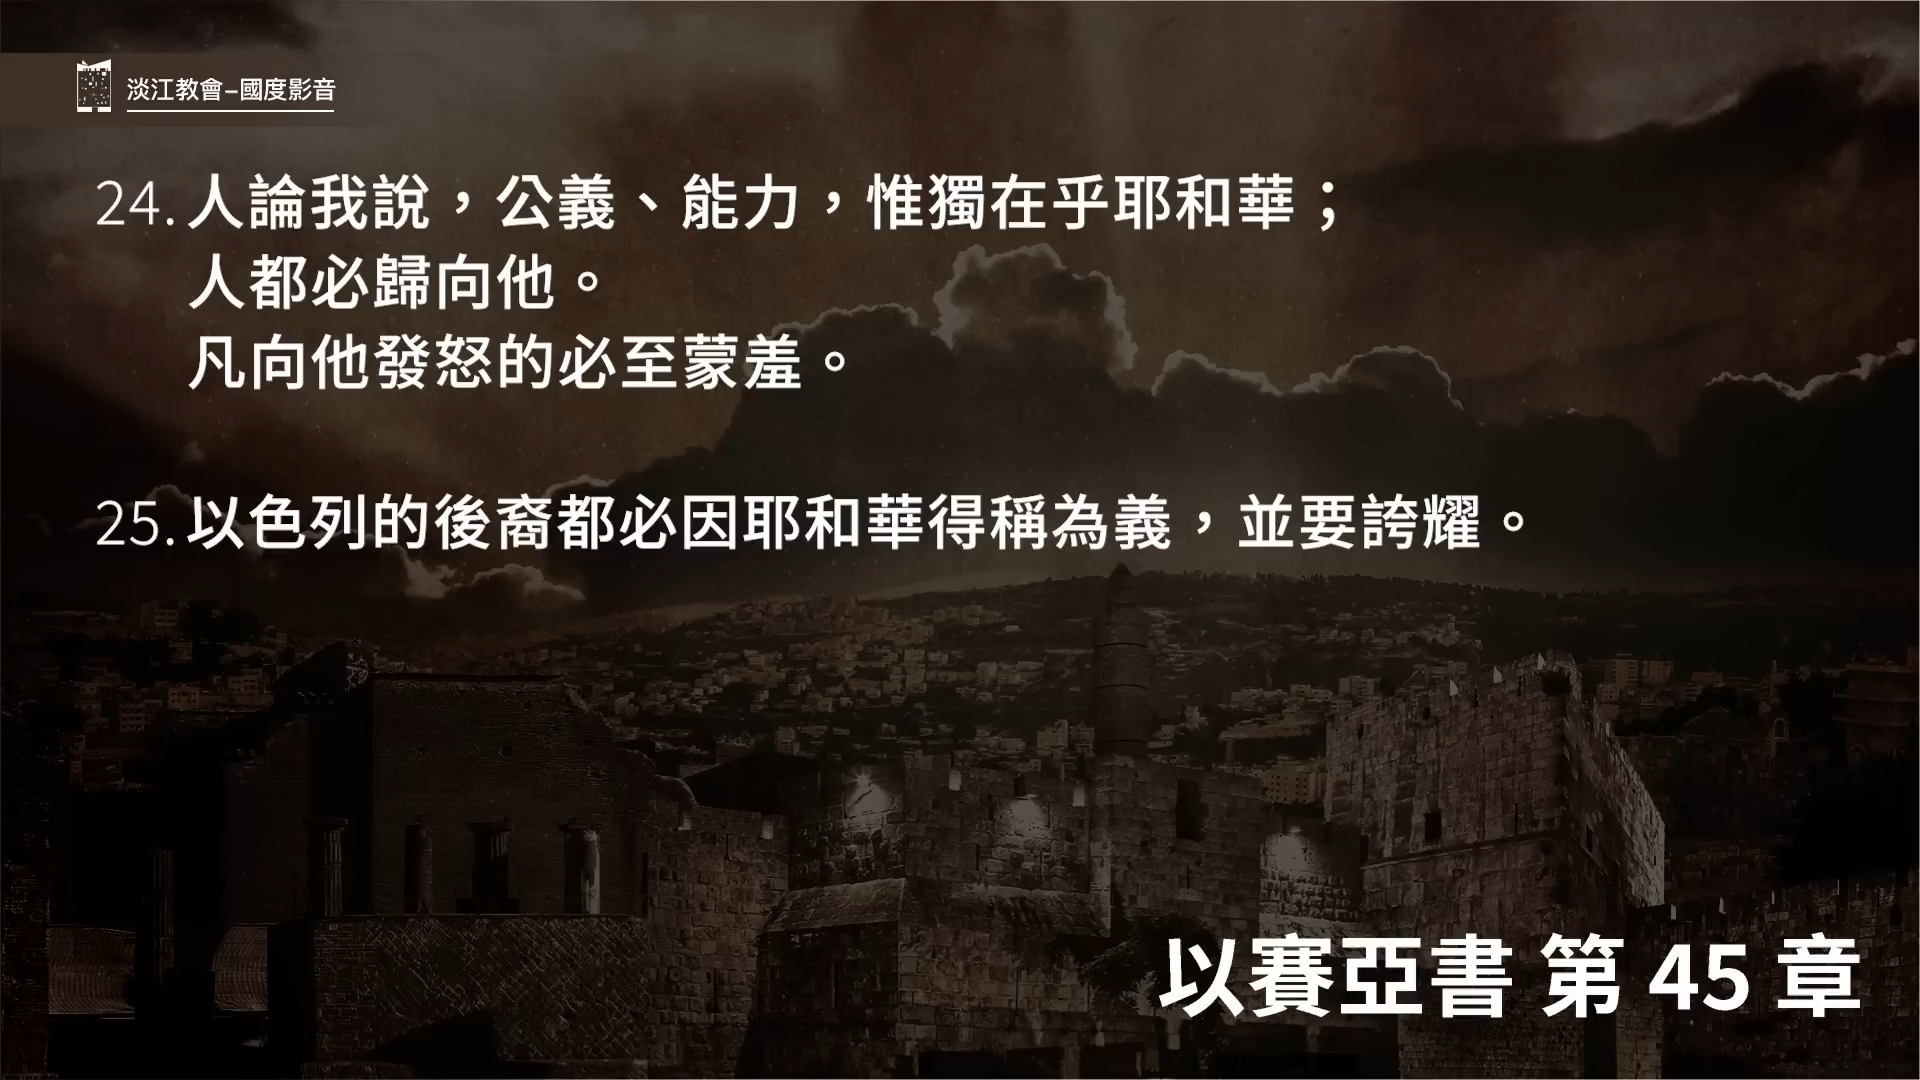 淡江教會–國度影音
24. 人論我說，公義、能力，惟獨在乎耶和華；
人都必歸向他。
凡向他發怒的必至蒙羞。
25. 以色列的後裔都必因耶和華得稱為義，並要誇耀。
以賽亞書 第 45 章